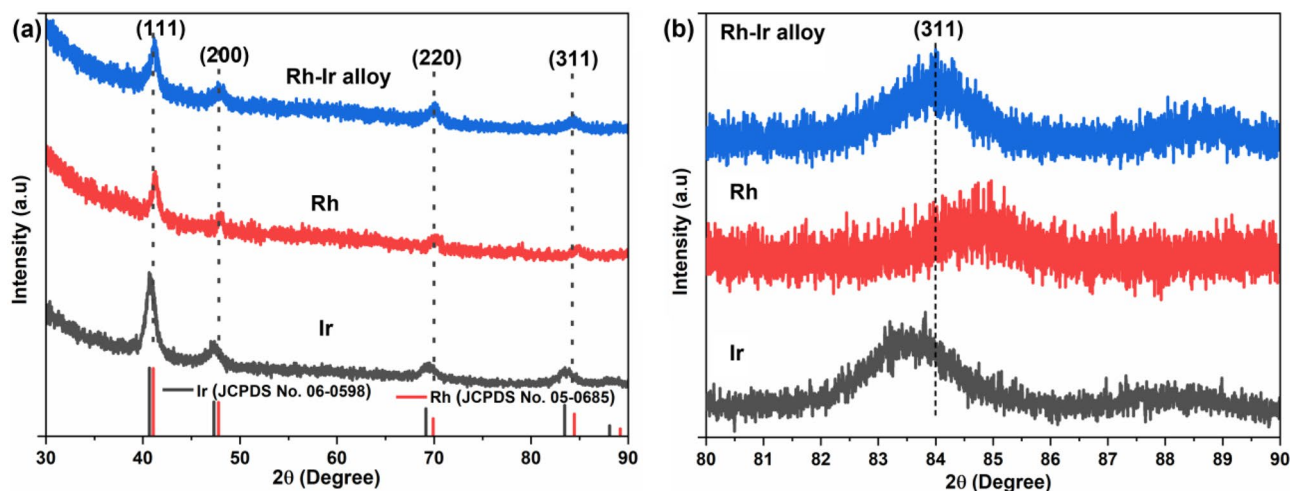 (a)
(111)
(200)
(220)
(311)
Rh-Ir alloy
Rh
Ir
Ir (JCPDS No. 06-0598)
Rh (JCPDS No. 05-0685)
Intensity (a.u)
30 40 50 60 70 80 90
2θ (Degree)
(b)
Rh-Ir alloy
(311)
Rh
Ir
Intensity (a.u)
80 81 82 83 84 85 86 87 88 89 90
2θ (Degree)